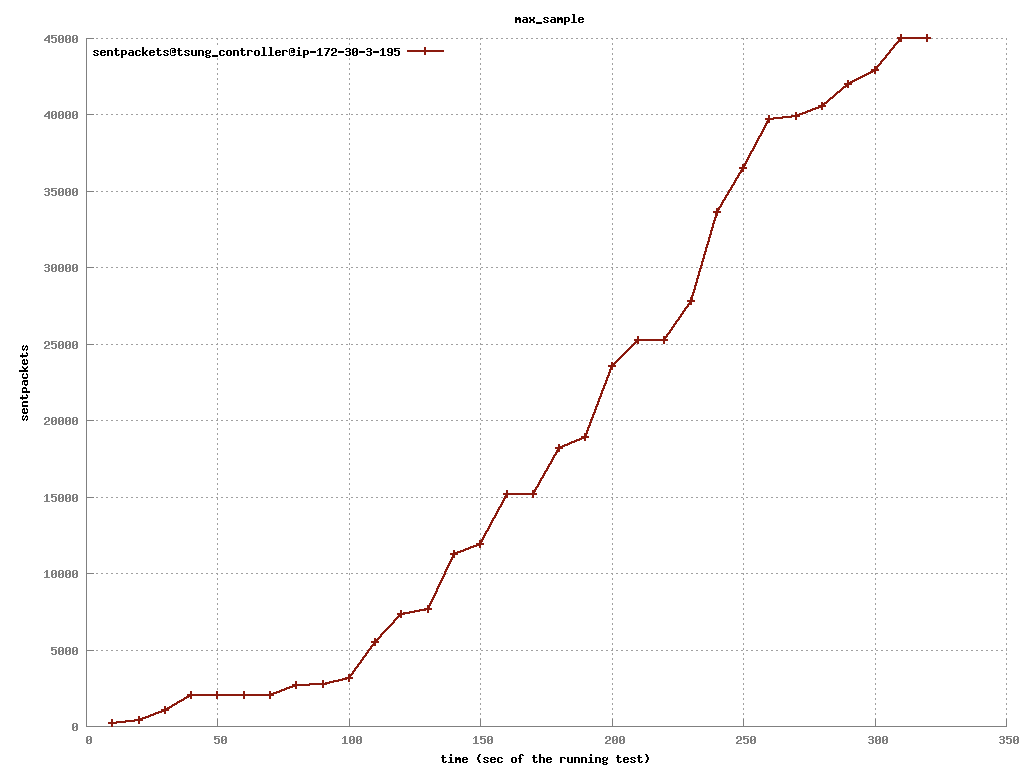 max_sample
sentpackets@tsung_controller@ip-172-30-3-195
45000
40000
35000
30000
25000
20000
15000
10000
5000
0
sentpackets
0 50 100 150 200 250 300 350
time (sec of the running test)